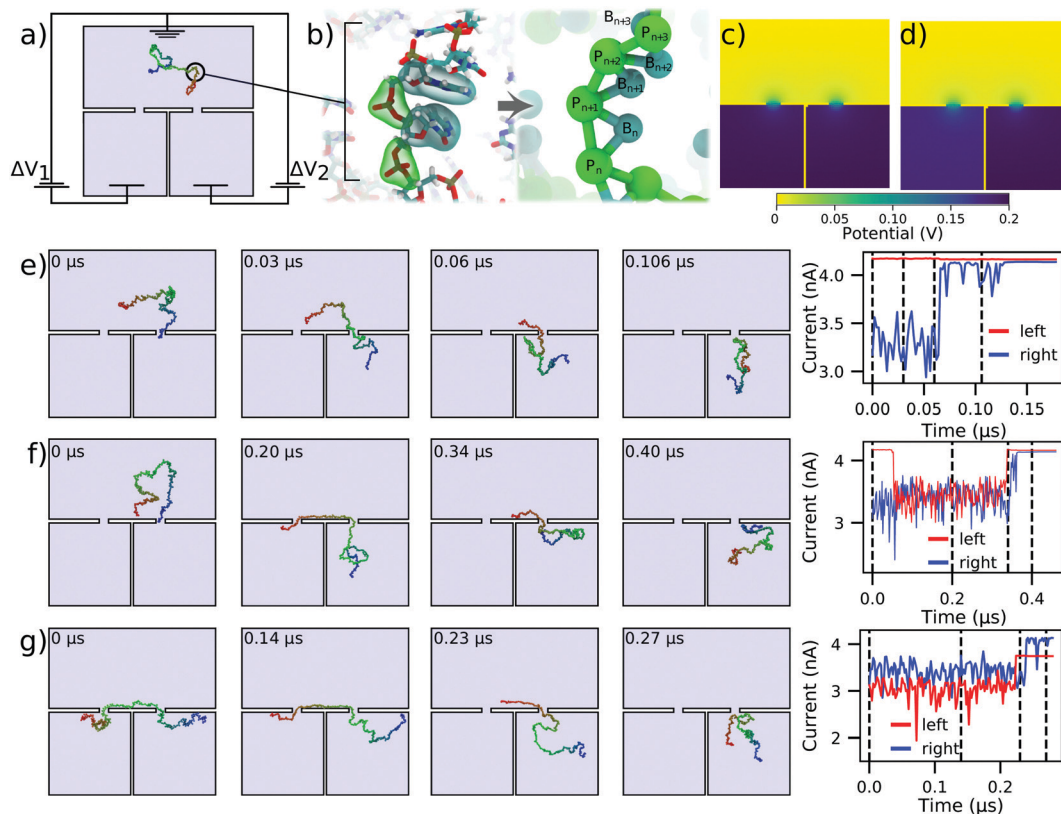 a)
ΔV1
ΔV2
b)
Bn+3
Pn+3
Pn+2
Bn+2
Bn+1
Pn+1
Bn
Pn
c)
d)
0 0.05 0.10 0.15 0.2
Potential (V)
e)
0 μs
0.03 μs
0.06 μs
0.106 μs
Current (nA)
4.0
3.5
3.0
left
right
0.00 0.05 0.10 0.15
Time (μs)
f)
0 μs
0.20 μs
0.34 μs
0.40 μs
Current (nA)
4
3
left
right
0.0 0.2 0.4
Time (μs)
g)
0 μs
0.14 μs
0.23 μs
0.27 μs
Current (nA)
4
3
2
left
right
0.0 0.1 0.2
Time (μs)